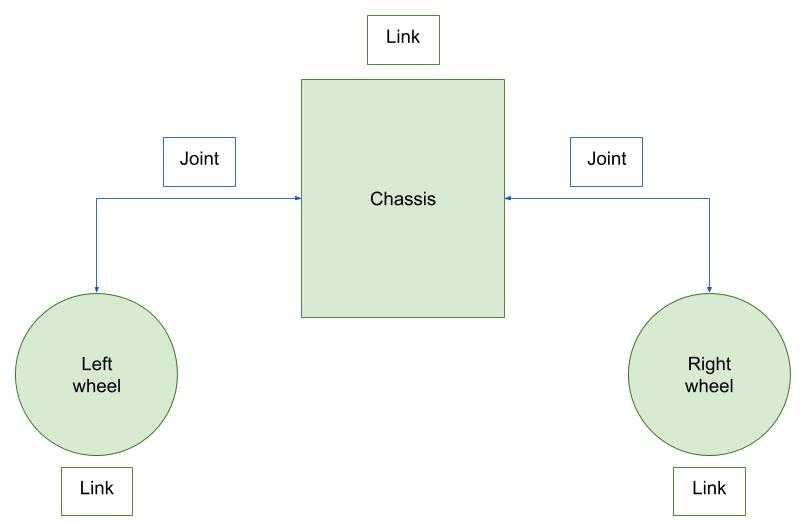 Link
Joint
Joint
Chassis
Left
wheel
Right
wheel
Link
Link